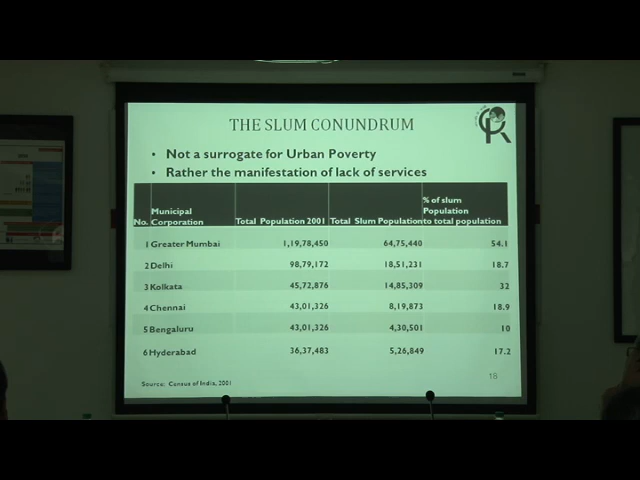 THE SLUM CONUNDRUM
• Not a surrogate for Urban Poverty
• Rather the manifestation of lack of services
No. Municipal Corporation Total Population 2001 Total Slum Population % of slum Population to total population
1 Greater Mumbai 1,19,78,450 64,75,440 54.1
2 Delhi 98,79,172 18,51,231 18.7
3 Kolkata 45,72,876 14,85,309 32
4 Chennai 43,01,326 8,19,873 18.9
5 Bengaluru 43,01,326 4,30,501 10
6 Hyderabad 36,37,483 5,26,849 17.2
18
Source: Census of India, 2001